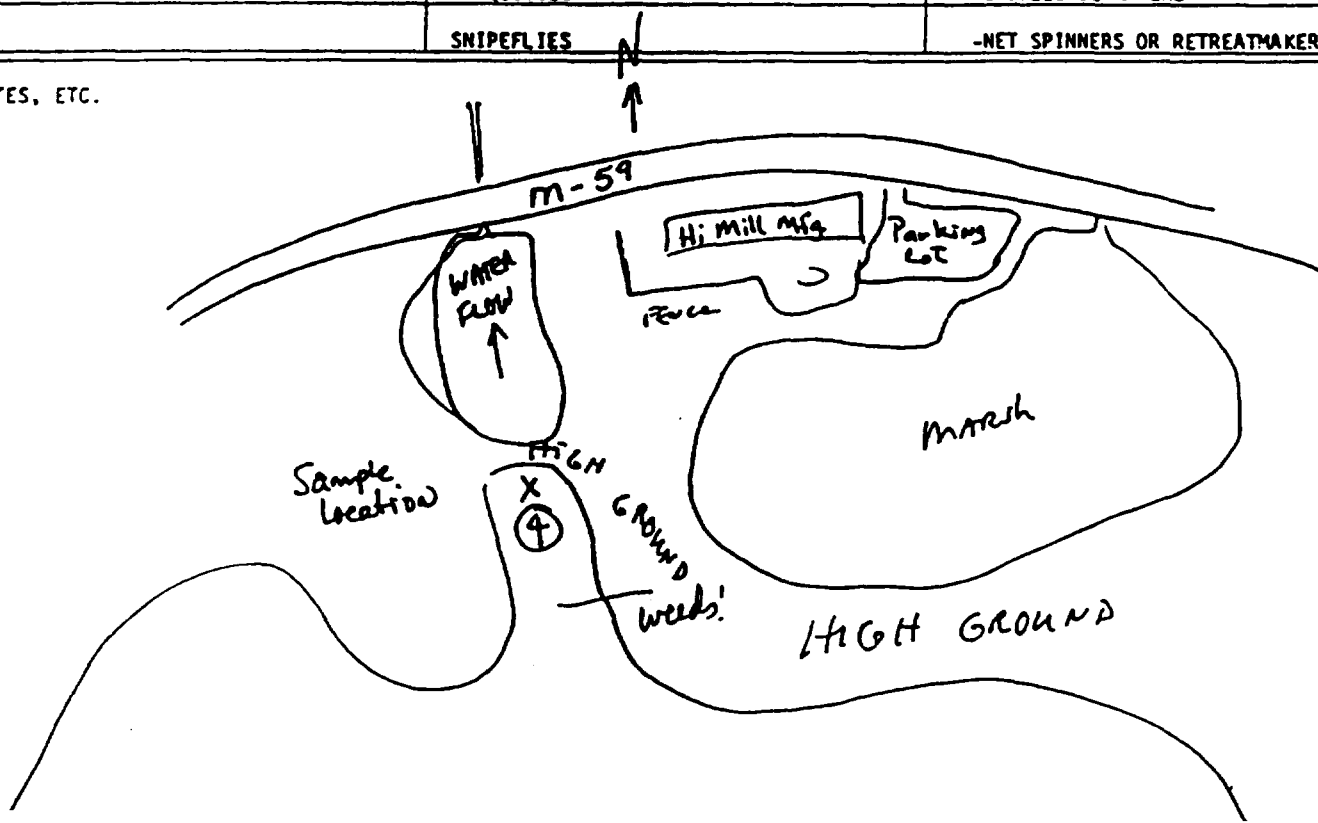 SNIPEFLIES
-NET SPINNERS OR RETREATMAKER
TES, ETC.
N
M-59
Hi Mill Mfg
Parking
Lot
WATER
FLOW
FENCE
MARSh
HIGH
GROUND
Sample
Location
X
4
Weeds!
HIGH GROUND